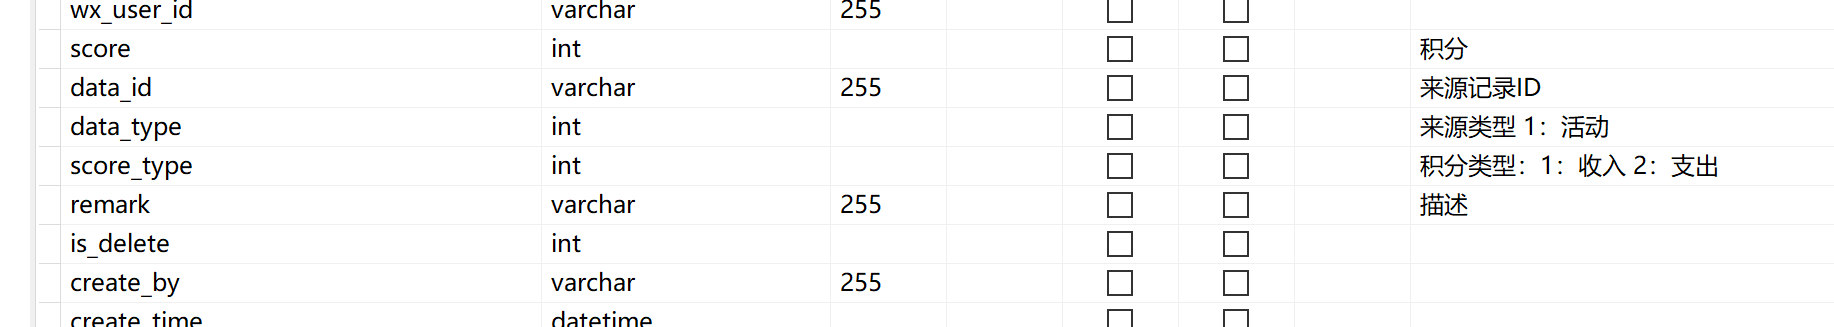 wx_user_id varchar 255
score int 积分
data_id varchar 255 来源记录ID
data_type int 来源类型 1：活动
score_type int 积分类型：1：收入 2：支出
remark varchar 255 描述
is_delete int
create_by varchar 255
create_time datetime